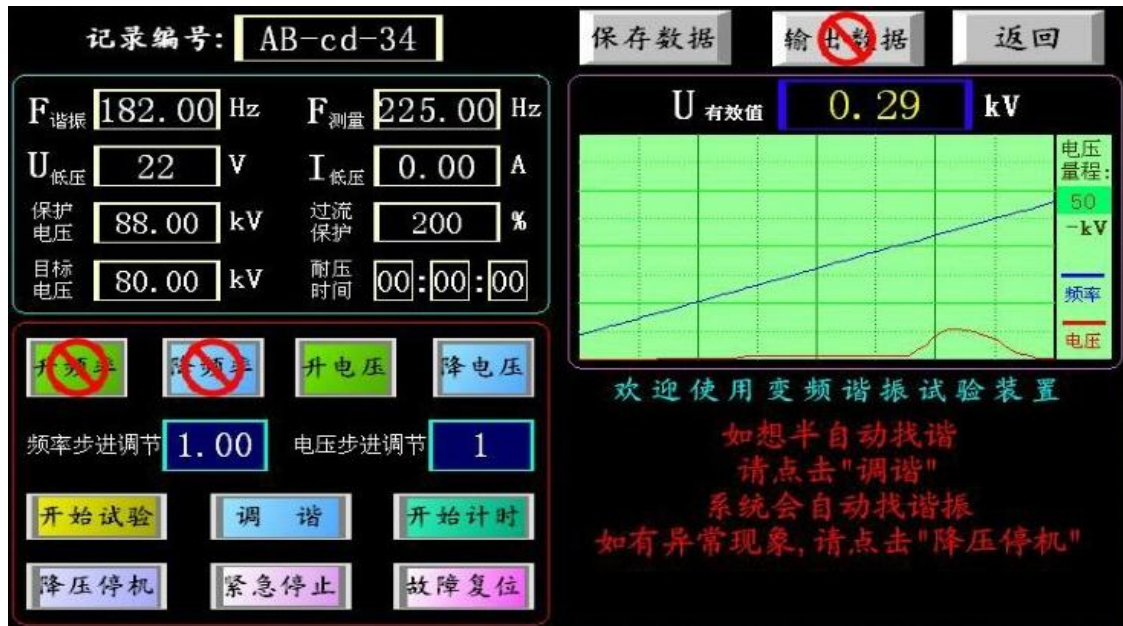 记录编号: AB-cd-34
保存数据 输出数据 返回
F谐振 182.00 Hz F测量 225.00 Hz
U低压 22 V I低压 0.00 A
保护电压 88.00 kV 过流保护 200 %
目标电压 80.00 kV 耐压时间 00:00:00
升频率 降频率 升电压 降电压
频率步进调节 1.00 电压步进调节 1
开始试验 调谐 开始计时
降压停机 紧急停止 故障复位
U有效值 0.29 kV
电压
量程:
50
-kV
频率
电压
欢迎使用变频谐振试验装置
如想半自动找谐
请点击"调谐"
系统会自动找谐振
如有异常现象,请点击"降压停机"